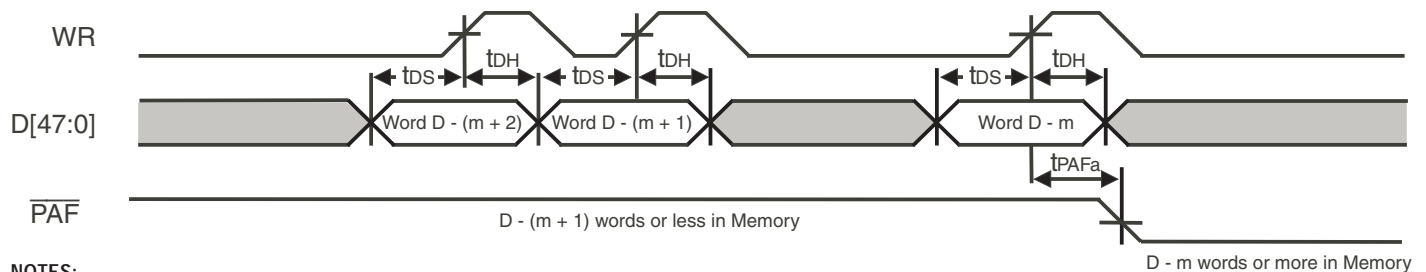 WR
tDS
tDH
tDS
tDH
tDS
tDH
D[47:0]
Word D - (m + 2)
Word D - (m + 1)
Word D - m
tPAFa
PAF
D - (m + 1) words or less in Memory
D - m words or more in Memory
NOTES: